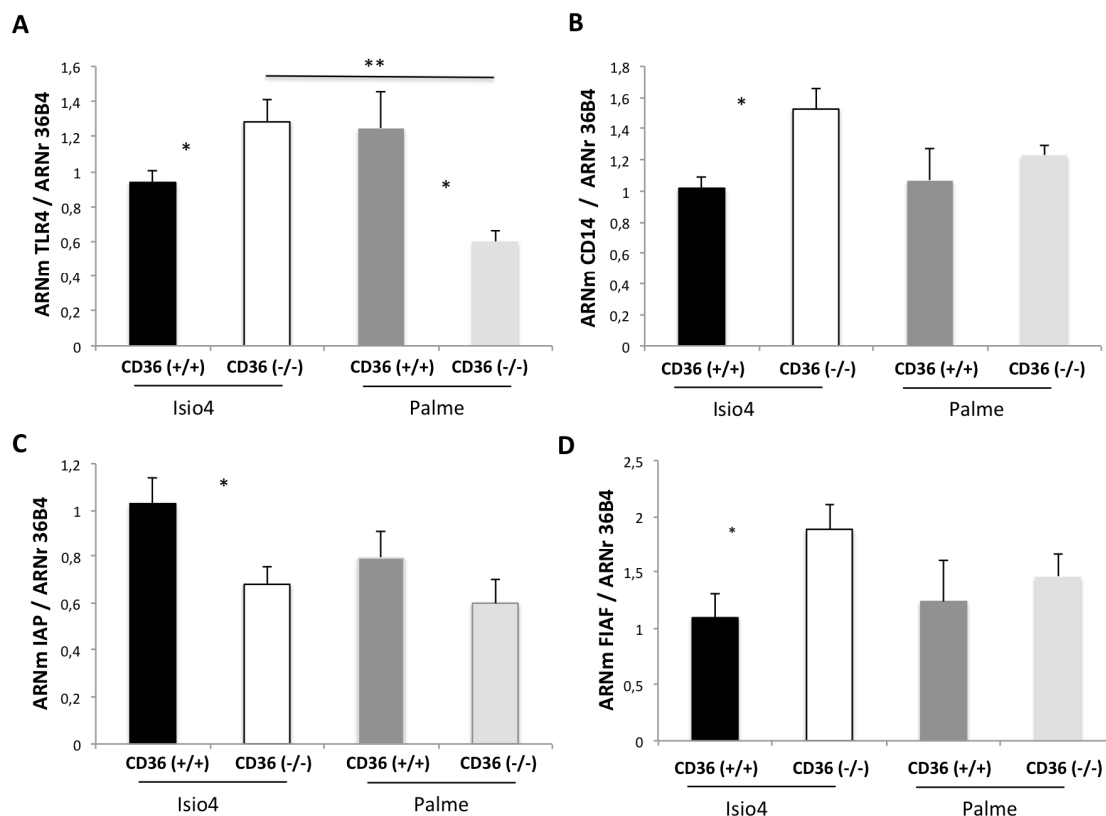 A
ARNm TLR4 / ARNr 36B4
1,6
1,4
1,2
1
0,8
0,6
0,4
0,2
0
*
**
*
CD36 (+/+) CD36 (-/-) CD36 (+/+) CD36 (-/-)
Isio4 Palme
B
ARNm CD14 / ARNr 36B4
1,8
1,6
1,4
1,2
1
0,8
0,6
0,4
0,2
0
*
CD36 (+/+) CD36 (-/-) CD36 (+/+) CD36 (-/-)
Isio4 Palme
C
ARNm IAP / ARNr 36B4
1,2
1
0,8
0,6
0,4
0,2
0
*
CD36 (+/+) CD36 (-/-) CD36 (+/+) CD36 (-/-)
Isio4 Palme
D
ARNm FIAF / ARNr 36B4
2,5
2
1,5
1
0,5
0
*
CD36 (+/+) CD36 (-/-) CD36 (+/+) CD36 (-/-)
Isio4 Palme